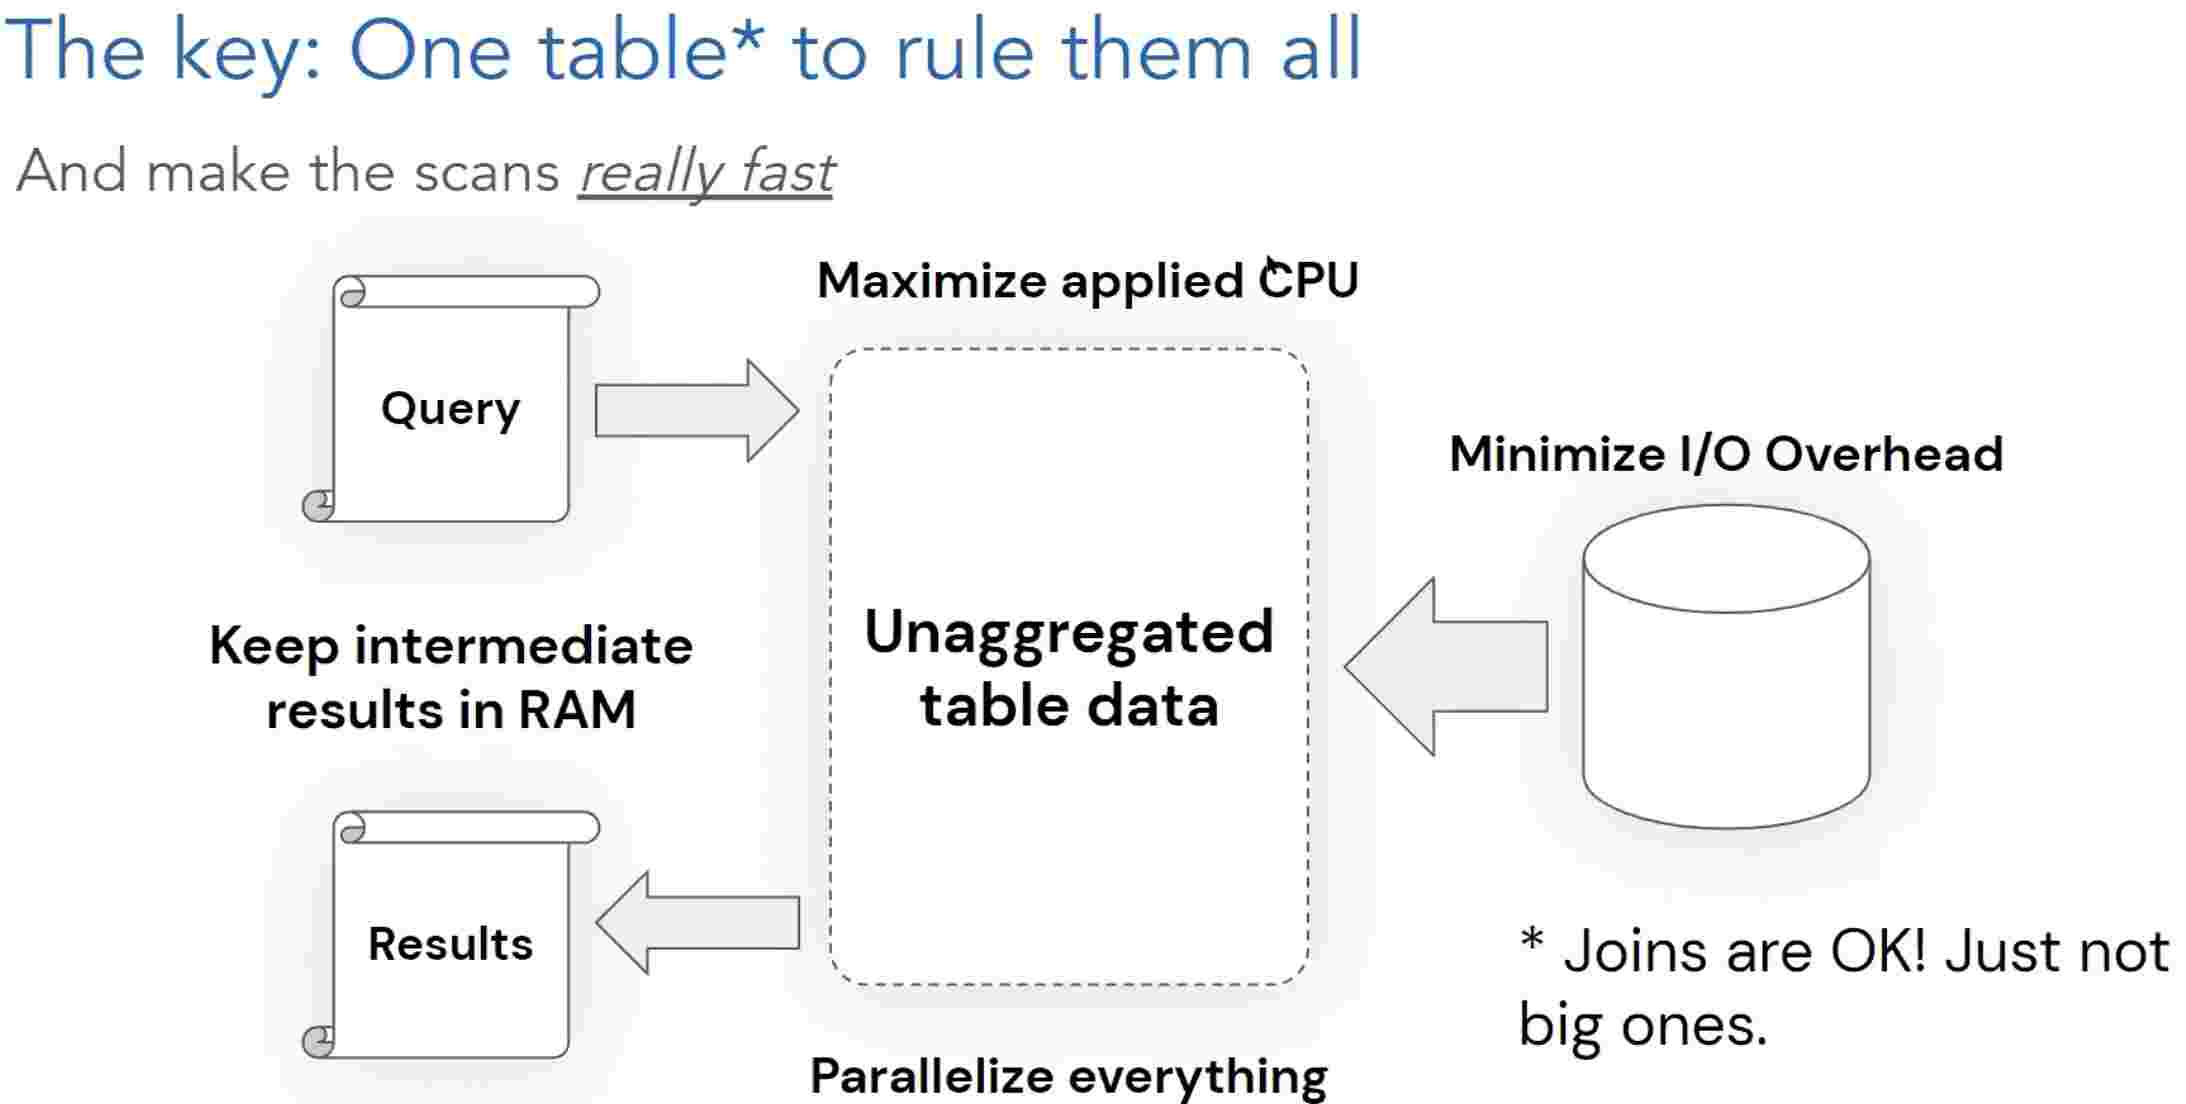 The key: One table* to rule them all
And make the scans really fast
Maximize applied CPU
Query
Minimize I/O Overhead
Keep intermediate
results in RAM
Unaggregated
table data
Results
* Joins are OK! Just not
big ones.
Parallelize everything